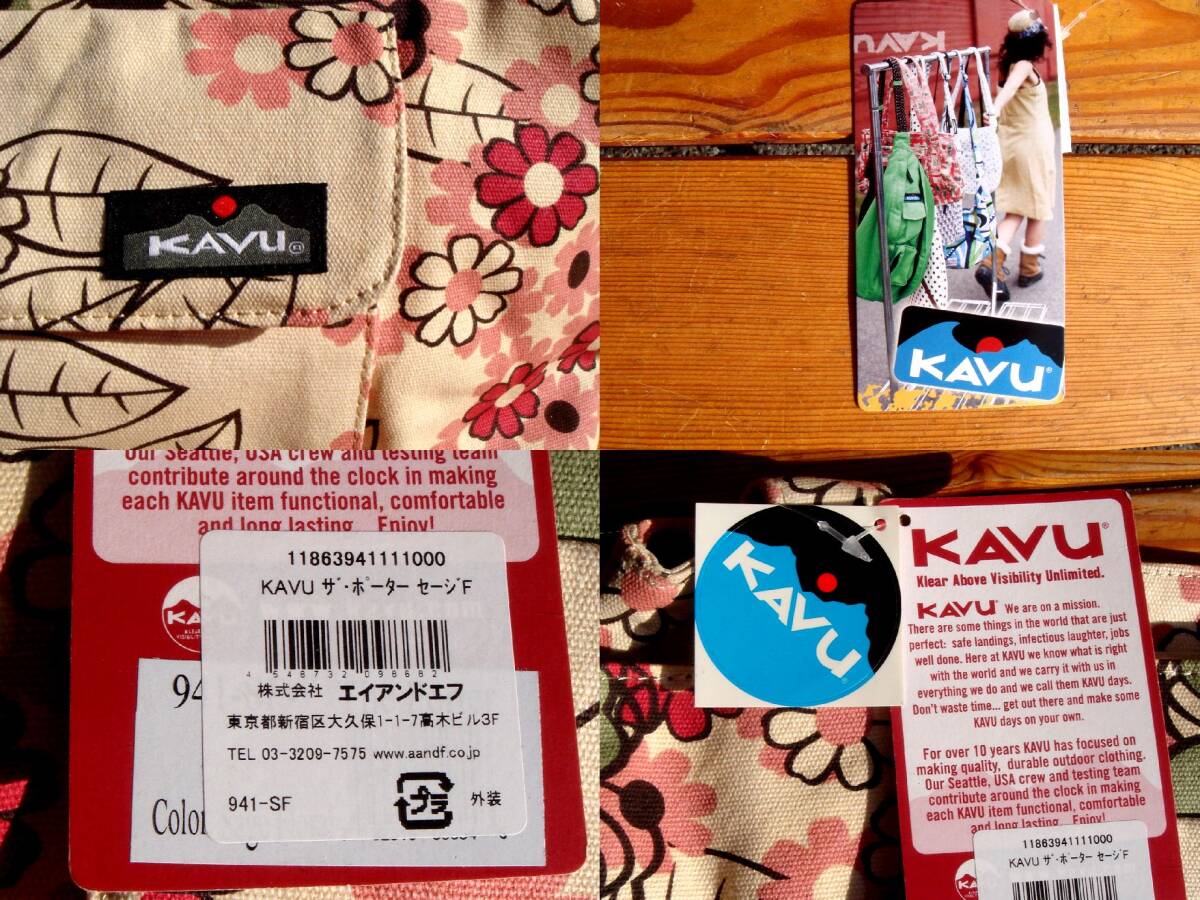 KAVU®
KAVU
KAVU®
Our Seattle, USA crew and testing team
contribute around the clock in making
each KAVU item functional, comfortable
and long lasting. Enjoy!
11863941111000
KAVU ザ・ポーター セージF
4 548732 098682
株式会社 エイアンドエフ
東京都新宿区大久保1-1-7高木ビル3F
TEL 03-3209-7575 www.aandf.co.jp
プラ 外装
941-SF
94
Color
KAVU
KAVU®
Klear Above Visibility Unlimited.
KAVU® We are on a mission.
There are some things in the world that are just
perfect: safe landings, infectious laughter, jobs
well done. Here at KAVU we know what is right
with the world and we carry it with us in
everything we do and we call them KAVU days.
Don't waste time... get out there and make some
KAVU days on your own.
For over 10 years KAVU has focused on
making quality, durable outdoor clothing.
Our Seattle, USA crew and testing team
contribute around the clock in making
each KAVU item functional, comfortable
and long lasting. Enjoy!
11863941111000
KAVU ザ・ポーター セージF